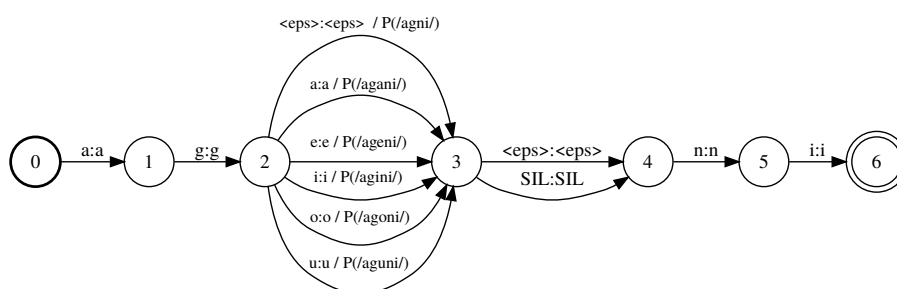 <eps>:<eps> / P(/agni/)
a:a / P(/agani/)
0 a:a 1 g:g 2 e:e / P(/ageni/) 3 <eps>:<eps> 4 n:n 5 i:i 6
i:i / P(/agini/) SIL:SIL
o:o / P(/agoni/)
u:u / P(/aguni/)